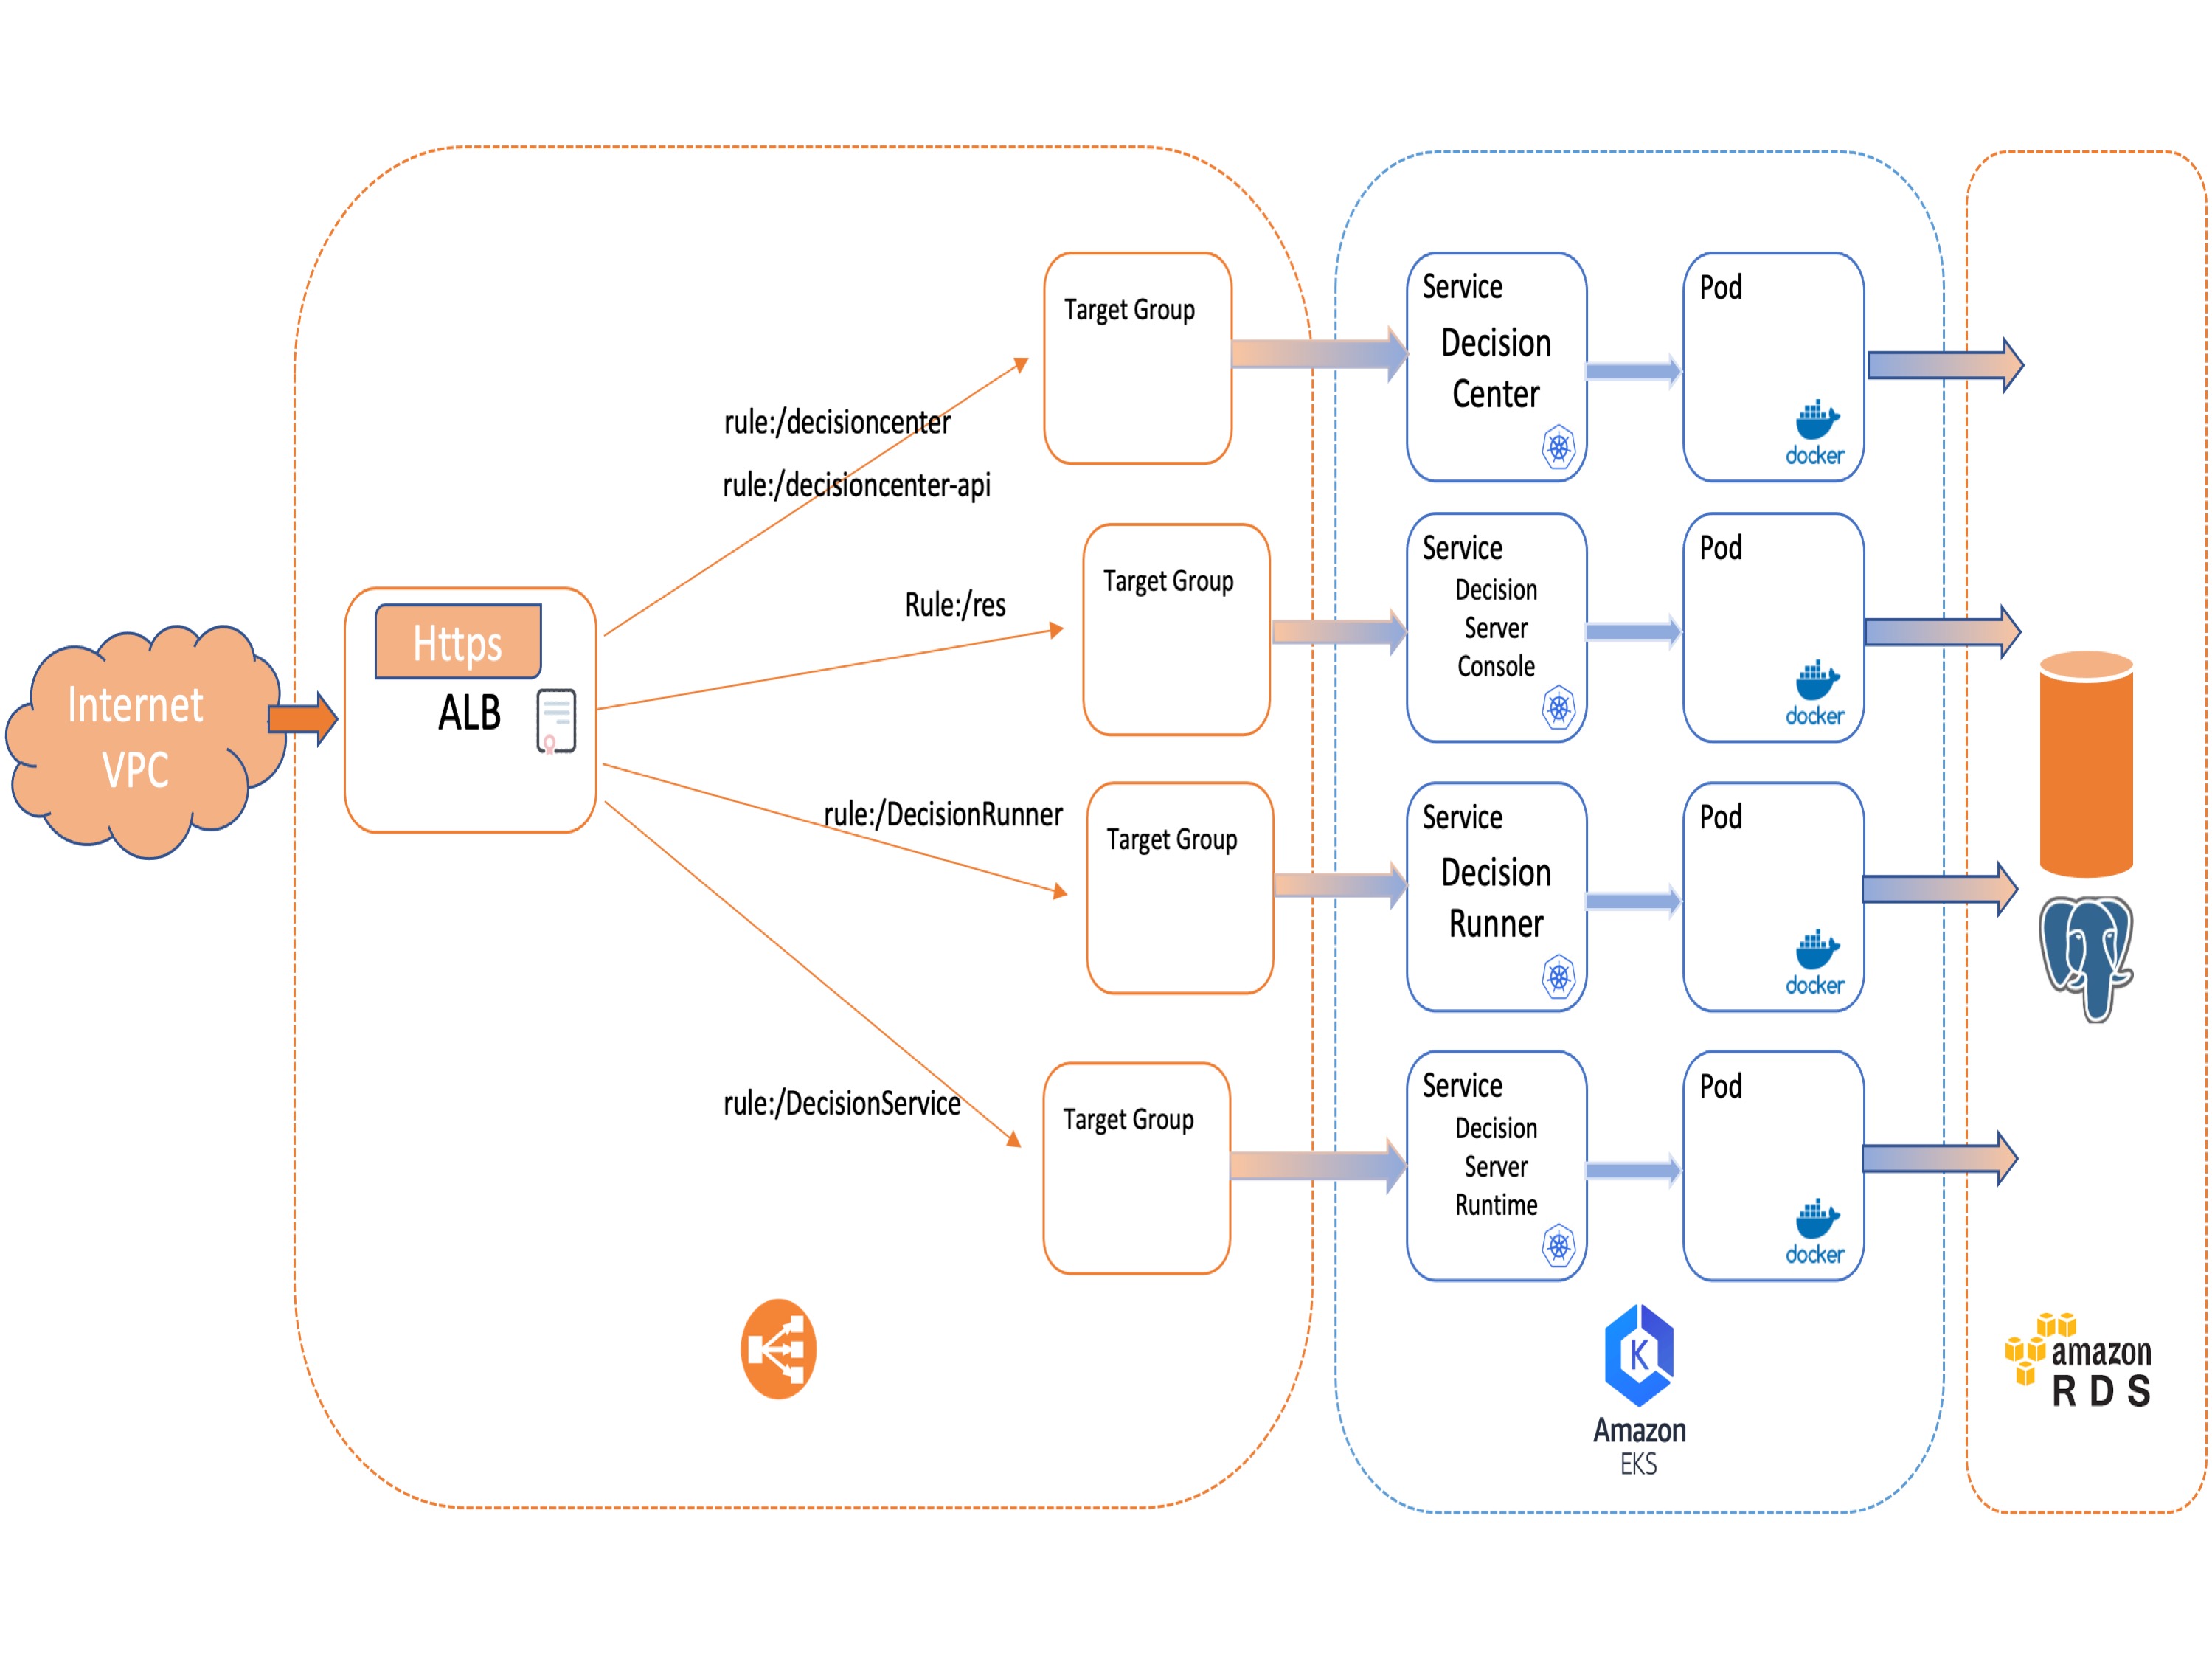 Internet
VPC
Https
ALB
rule:/decisioncenter
rule:/decisioncenter-api
Rule:/res
rule:/DecisionRunner
rule:/DecisionService
Target Group
Target Group
Target Group
Target Group
Service
Decision
Center
Pod
docker
Service
Decision
Server
Console
Pod
docker
Service
Decision
Runner
Pod
docker
Service
Decision
Server
Runtime
Pod
docker
K
Amazon
EKS
amazon
RDS